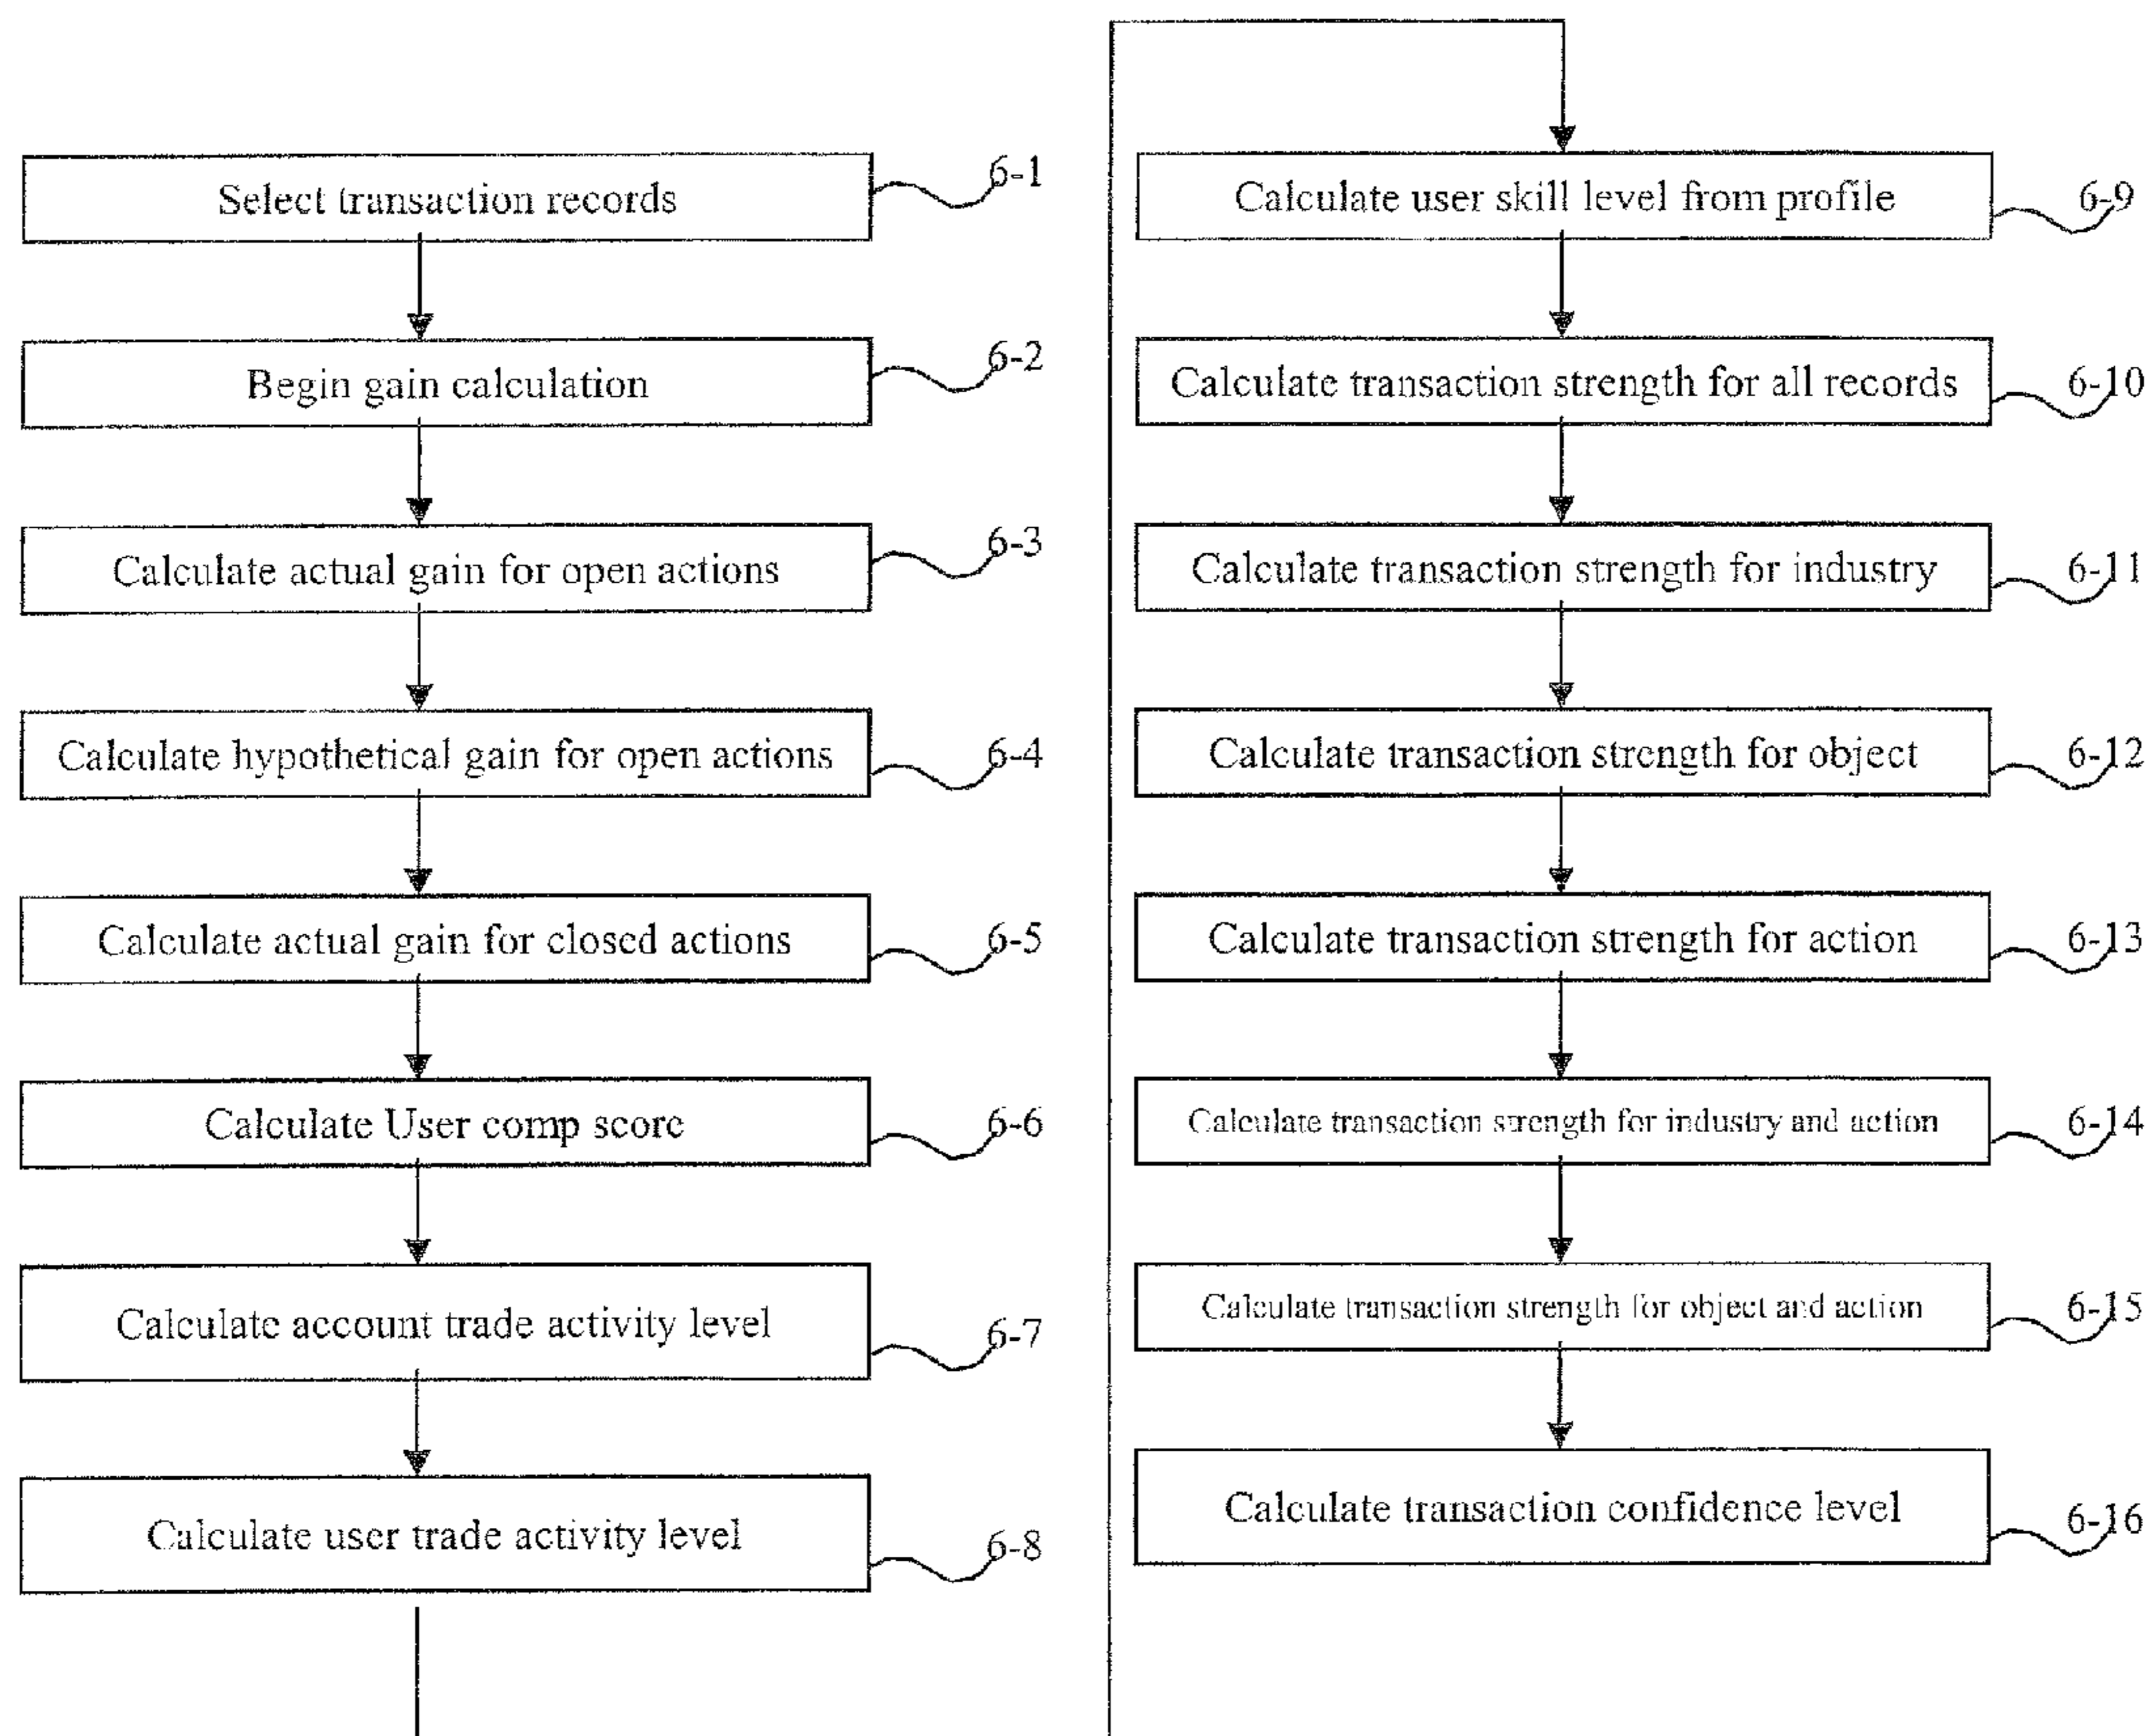 Select transaction records
6-1
Begin gain calculation
6-2
Calculate actual gain for open actions
6-3
Calculate hypothetical gain for open actions
6-4
Calculate actual gain for closed actions
6-5
Calculate User comp score
6-6
Calculate account trade activity level
6-7
Calculate user trade activity level
6-8
Calculate user skill level from profile
6-9
Calculate transaction strength for all records
6-10
Calculate transaction strength for industry
6-11
Calculate transaction strength for object
6-12
Calculate transaction strength for action
6-13
Calculate transaction strength for industry and action
6-14
Calculate transaction strength for object and action
6-15
Calculate transaction confidence level
6-16